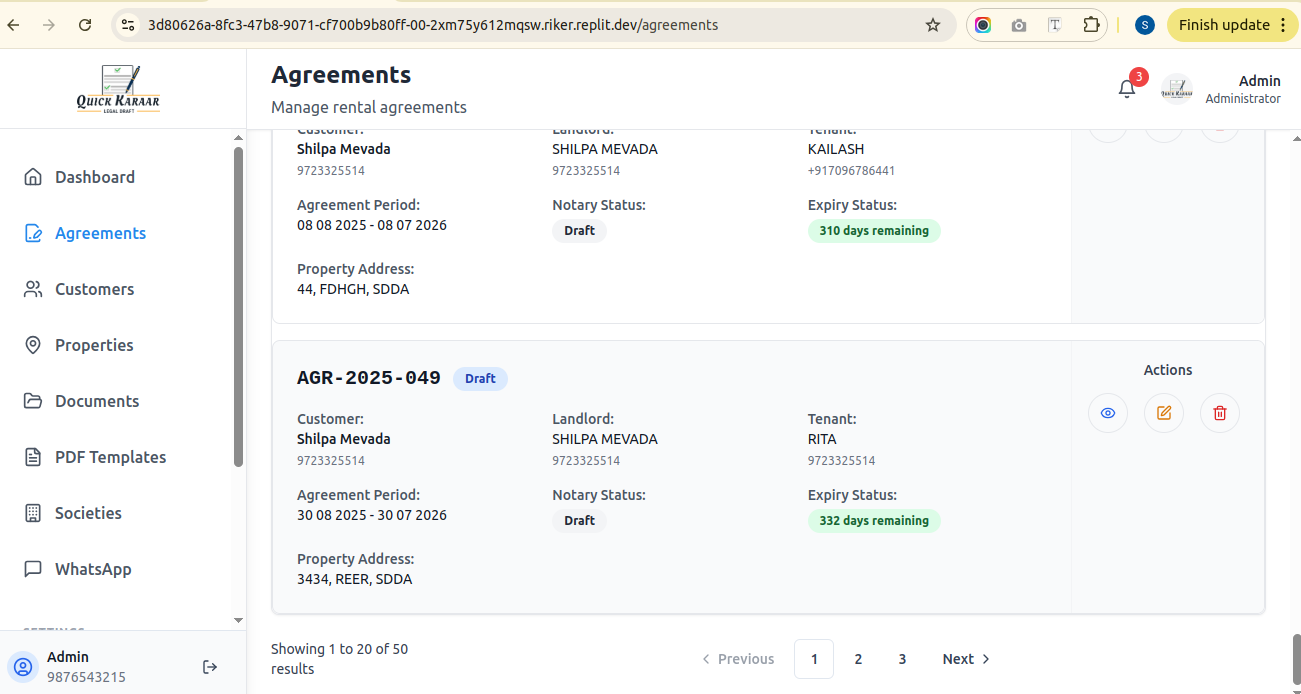 3d80626a-8fc3-47b8-9071-cf700b9b80ff-00-2xm75y612mqsw.riker.replit.dev/agreements
S
Finish update
QUICK KARAAR
LEGAL DRAFT
Agreements
Manage rental agreements
3
Admin
Administrator
Dashboard
Agreements
Customers
Properties
Documents
PDF Templates
Societies
WhatsApp
SETTINGS
Admin
9876543215
Customer: Landlord: Tenant:
Shilpa Mevada SHILPA MEVADA KAILASH
9723325514 9723325514 +917096786441
Agreement Period: Notary Status: Expiry Status:
08 08 2025 - 08 07 2026 Draft 310 days remaining
Property Address:
44, FDHGH, SDDA
AGR-2025-049 Draft Actions
Customer: Landlord: Tenant:
Shilpa Mevada SHILPA MEVADA RITA
9723325514 9723325514 9723325514
Agreement Period: Notary Status: Expiry Status:
30 08 2025 - 30 07 2026 Draft 332 days remaining
Property Address:
3434, REER, SDDA
Showing 1 to 20 of 50
results
Previous 1 2 3 Next